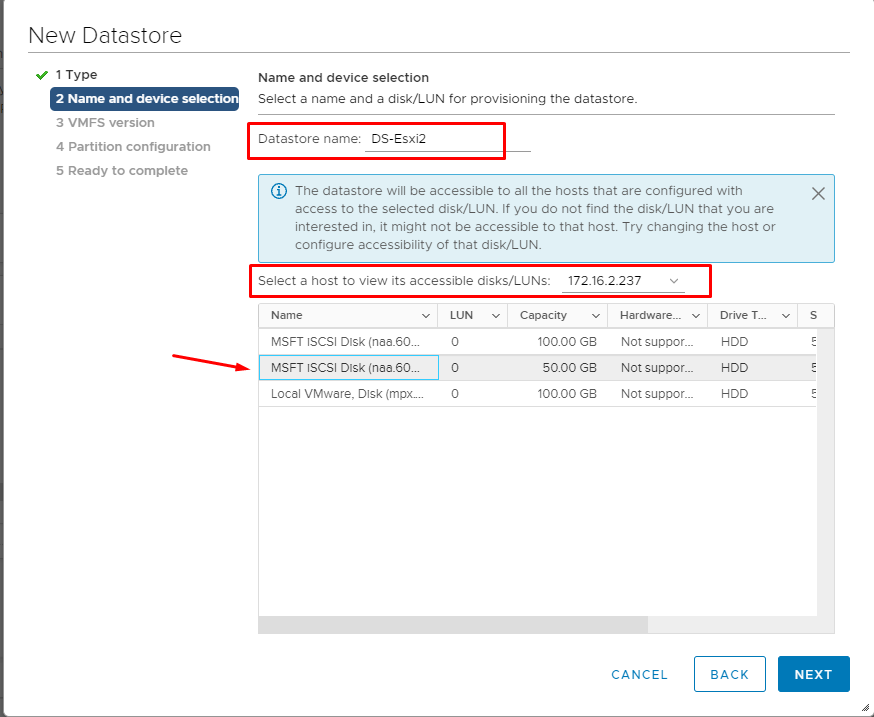 New Datastore
1 Type
2 Name and device selection
3 VMFS version
4 Partition configuration
5 Ready to complete
Name and device selection
Select a name and a disk/LUN for provisioning the datastore.
Datastore name: DS-Esxi2
The datastore will be accessible to all the hosts that are configured with
access to the selected disk/LUN. If you do not find the disk/LUN that you are
interested in, it might not be accessible to that host. Try changing the host or
configure accessibility of that disk/LUN.
Select a host to view its accessible disks/LUNs: 172.16.2.237
Name LUN Capacity Hardware... Drive T... S
MSFT iSCSI Disk (naa.60... 0 100.00 GB Not suppor... HDD 5
MSFT iSCSI Disk (naa.60... 0 50.00 GB Not suppor... HDD 5
Local VMware, Disk (mpx.... 0 100.00 GB Not suppor... HDD 5
CANCEL BACK NEXT